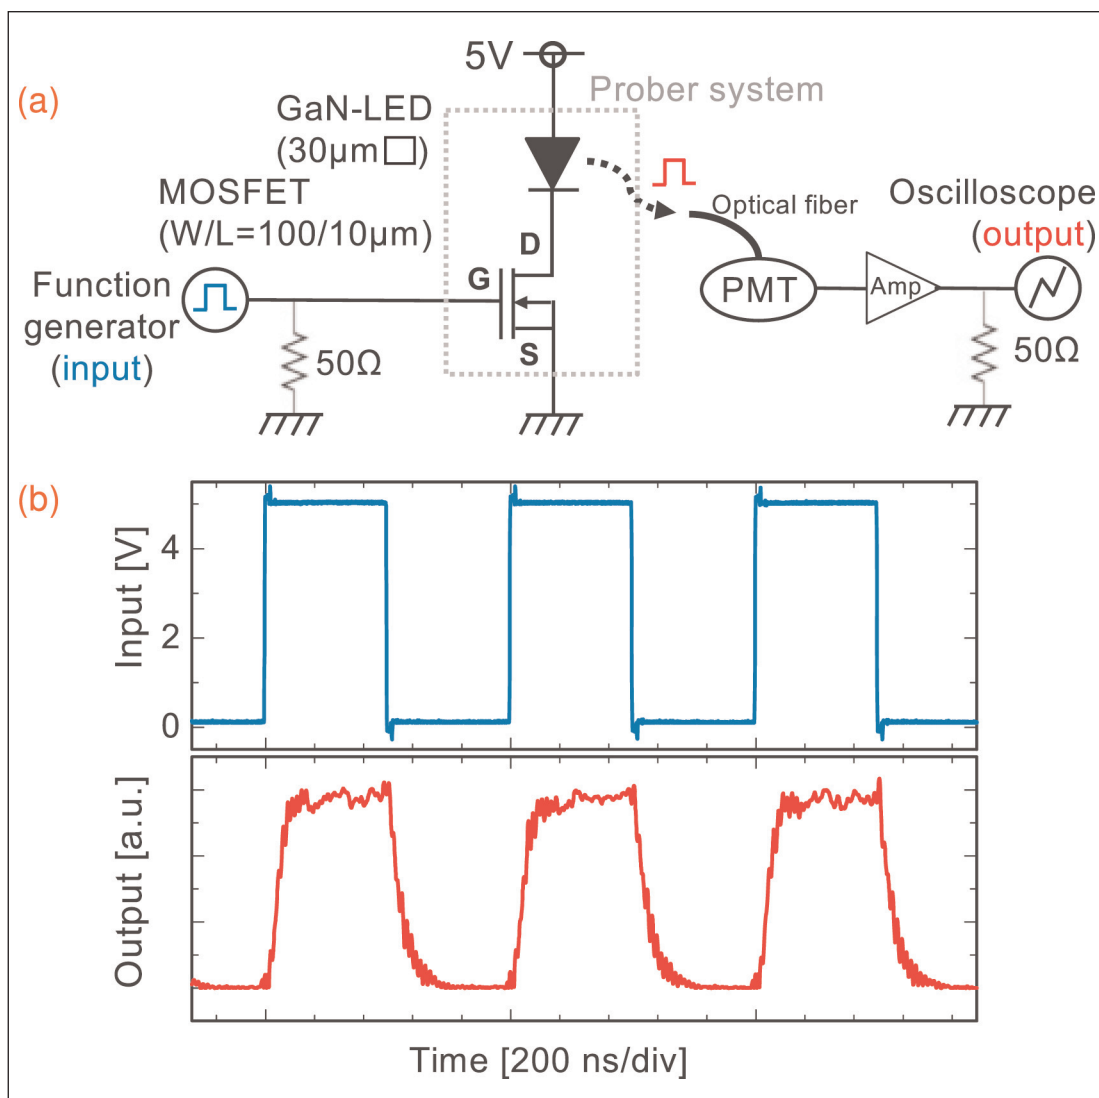 (a)
5V
Prober system
GaN-LED
(30μm□)
MOSFET
(W/L=100/10μm)
Optical fiber
Oscilloscope
(output)
D
G
S
Function
generator
(input)
50Ω
PMT
Amp
50Ω
(b)
Input [V]
4
2
0
Output [a.u.]
Time [200 ns/div]